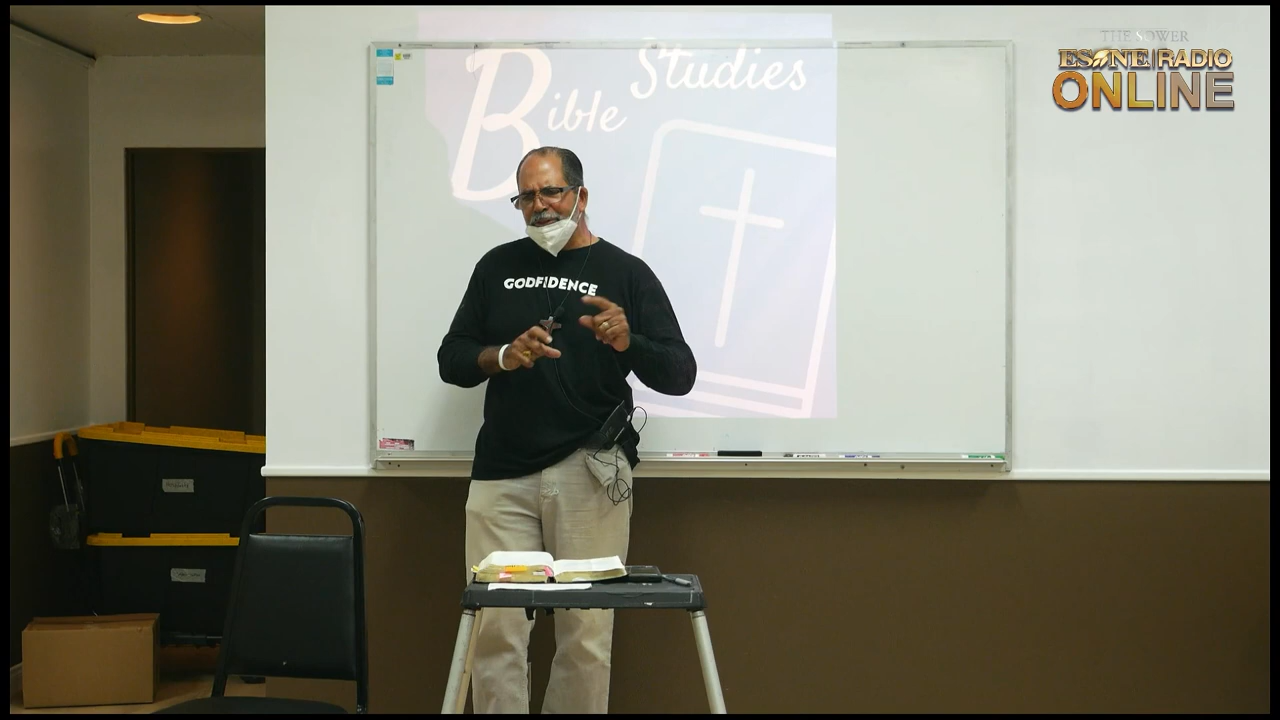 THE SOWER
ESNE RADIO
ONLINE
Bible Studies
GODFIDENCE